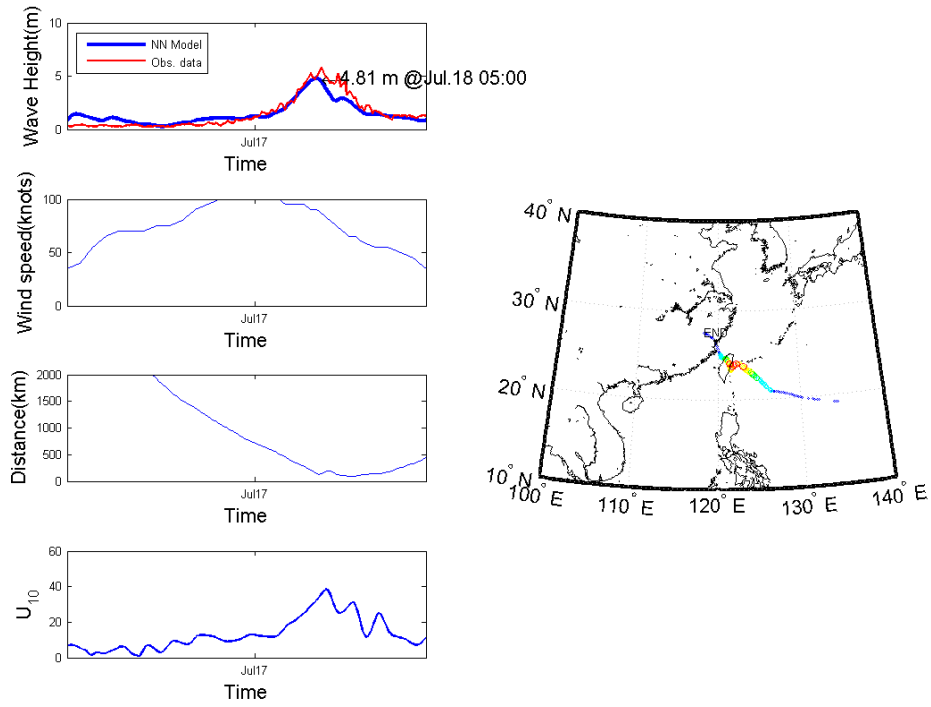 10
5
0
Wave Height(m)
NN Model
Obs. data
4.81 m @Jul.18 05:00
Jul17
Time
100
50
0
Wind speed(knots)
Jul17
Time
2000
1500
1000
500
0
Distance(km)
Jul17
Time
60
40
20
0
U10
Jul17
Time
40° N
30° N
20° N
10° N
100° E
110° E
120° E
130° E
140° E
END